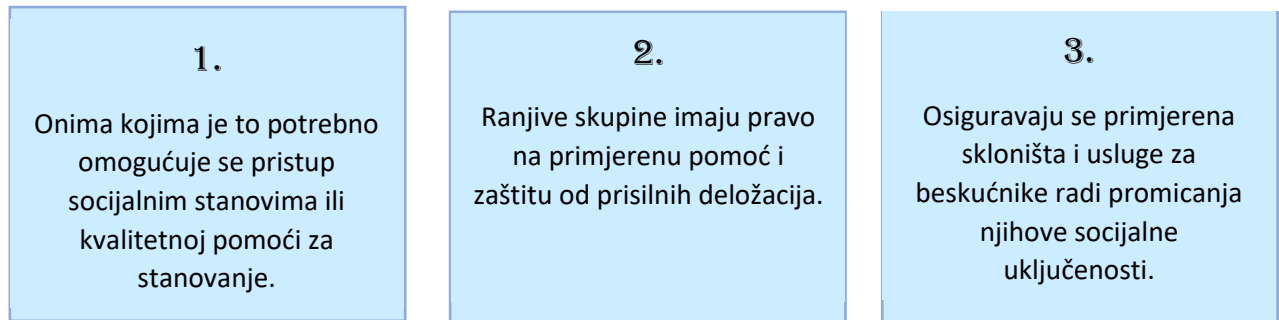 1.
Onima kojima je to potrebno
omogućuje se pristup
socijalnim stanovima ili
kvalitetnoj pomoći za
stanovanje.
2.
Ranjive skupine imaju pravo
na primjerenu pomoć i
zaštitu od prisilnih deložacija.
3.
Osiguravaju se primjerena
skloništa i usluge za
beskućnike radi promicanja
njihove socijalne
uključenosti.